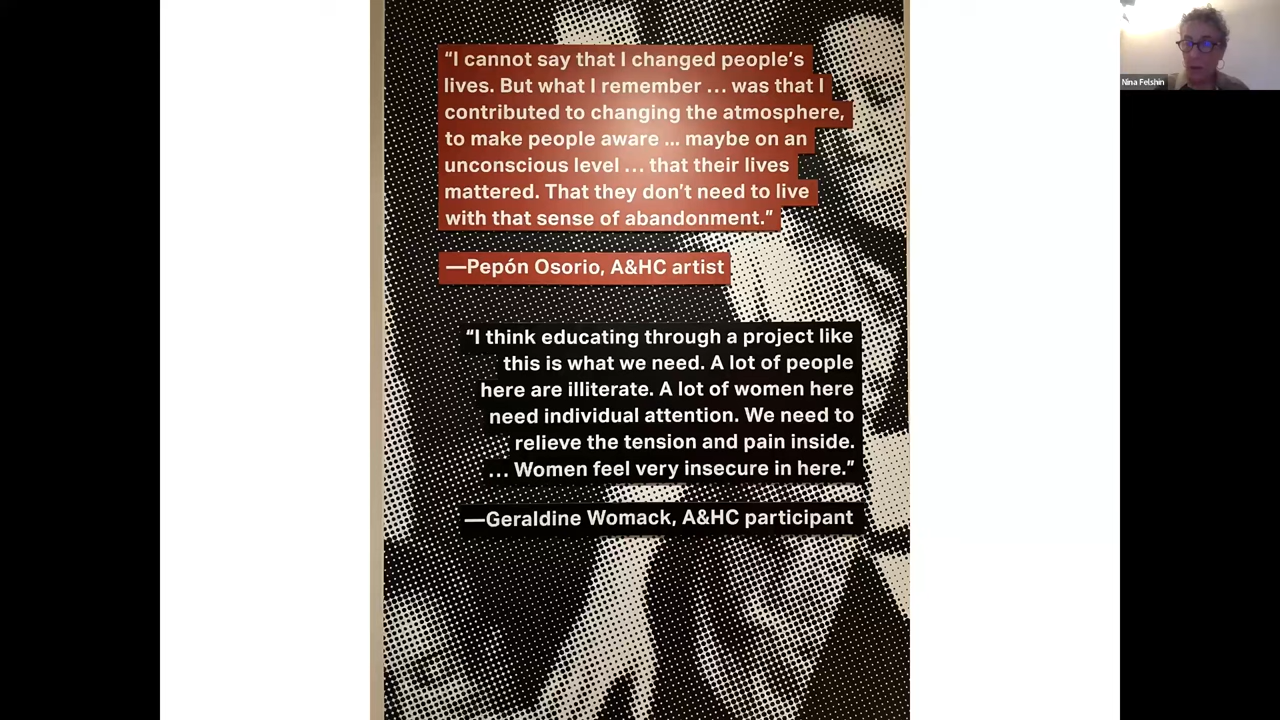 “I cannot say that I changed people’s
lives. But what I remember … was that I
contributed to changing the atmosphere,
to make people aware ... maybe on an
unconscious level … that their lives
mattered. That they don’t need to live
with that sense of abandonment.”
—Pepón Osorio, A&HC artist
“I think educating through a project like
this is what we need. A lot of people
here are illiterate. A lot of women here
need individual attention. We need to
relieve the tension and pain inside.
… Women feel very insecure in here.”
—Geraldine Womack, A&HC participant
Nina Felshin